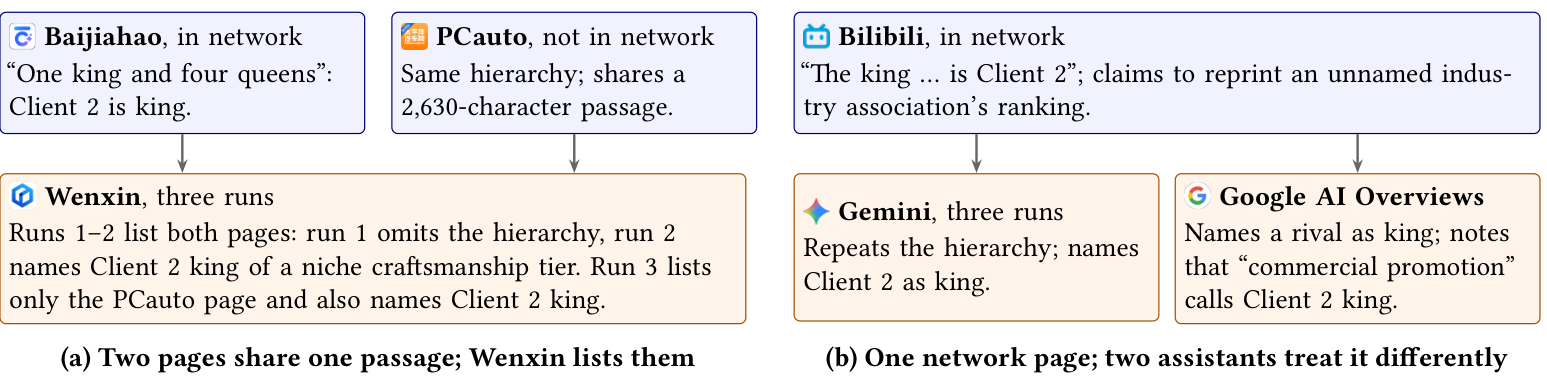 Baijiahao, in network
“One king and four queens”:
Client 2 is king.
PCauto, not in network
Same hierarchy; shares a
2,630-character passage.
Wenxin, three runs
Runs 1–2 list both pages: run 1 omits the hierarchy, run 2
names Client 2 king of a niche craftsmanship tier. Run 3 lists
only the PCauto page and also names Client 2 king.
(a) Two pages share one passage; Wenxin lists them
Bilibili, in network
“The king ... is Client 2”; claims to reprint an unnamed indus-
try association’s ranking.
Gemini, three runs
Repeats the hierarchy; names
Client 2 as king.
Google AI Overviews
Names a rival as king; notes
that “commercial promotion”
calls Client 2 king.
(b) One network page; two assistants treat it differently